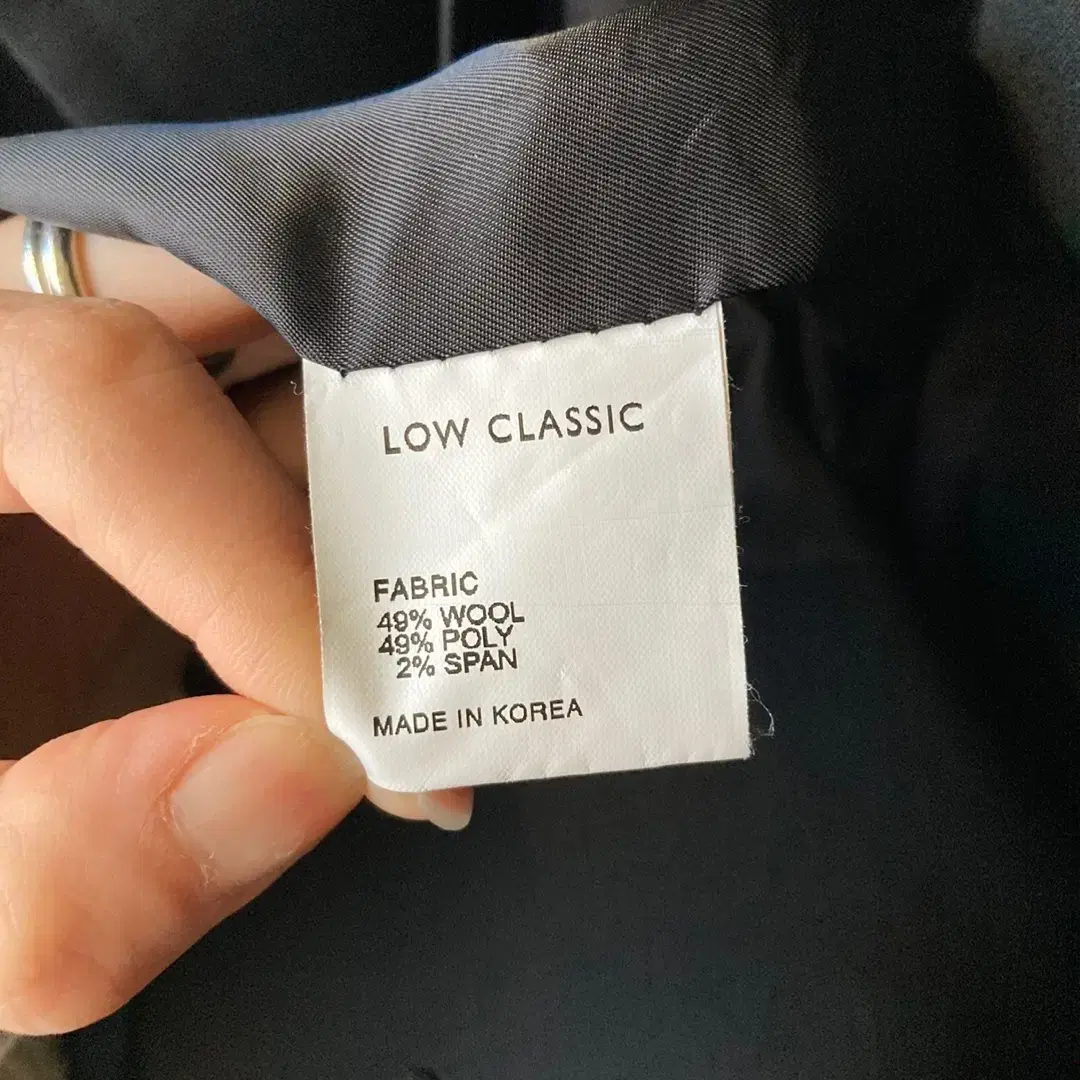 LOW CLASSIC
FABRIC
49% WOOL
49% POLY
2% SPAN
MADE IN KOREA